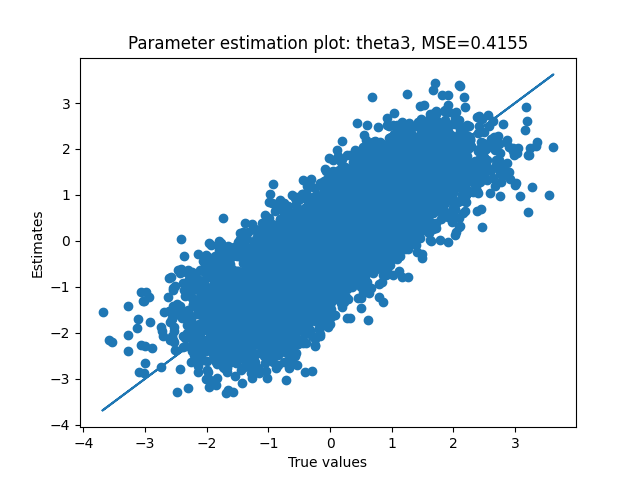 Parameter estimation plot: theta3, MSE=0.4155
3
2
1
0
−1
−2
−3
−4
Estimates
−4 −3 −2 −1 0 1 2 3
True values